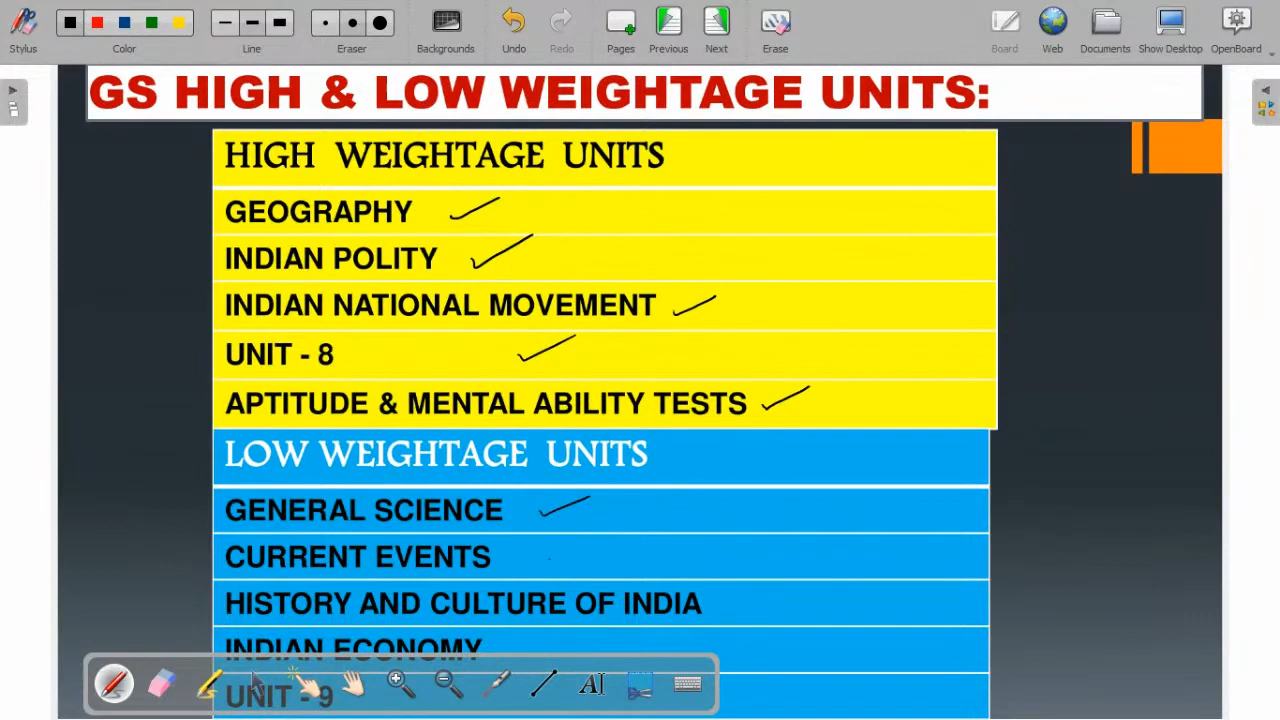 Stylus Color Line Eraser Backgrounds Undo Redo Pages Previous Next Erase Board Web Documents Show Desktop OpenBoard
GS HIGH & LOW WEIGHTAGE UNITS:
HIGH WEIGHTAGE UNITS
GEOGRAPHY
INDIAN POLITY
INDIAN NATIONAL MOVEMENT
UNIT - 8
APTITUDE & MENTAL ABILITY TESTS
LOW WEIGHTAGE UNITS
GENERAL SCIENCE
CURRENT EVENTS
HISTORY AND CULTURE OF INDIA
INDIAN ECONOMY
UNIT - 9
AI